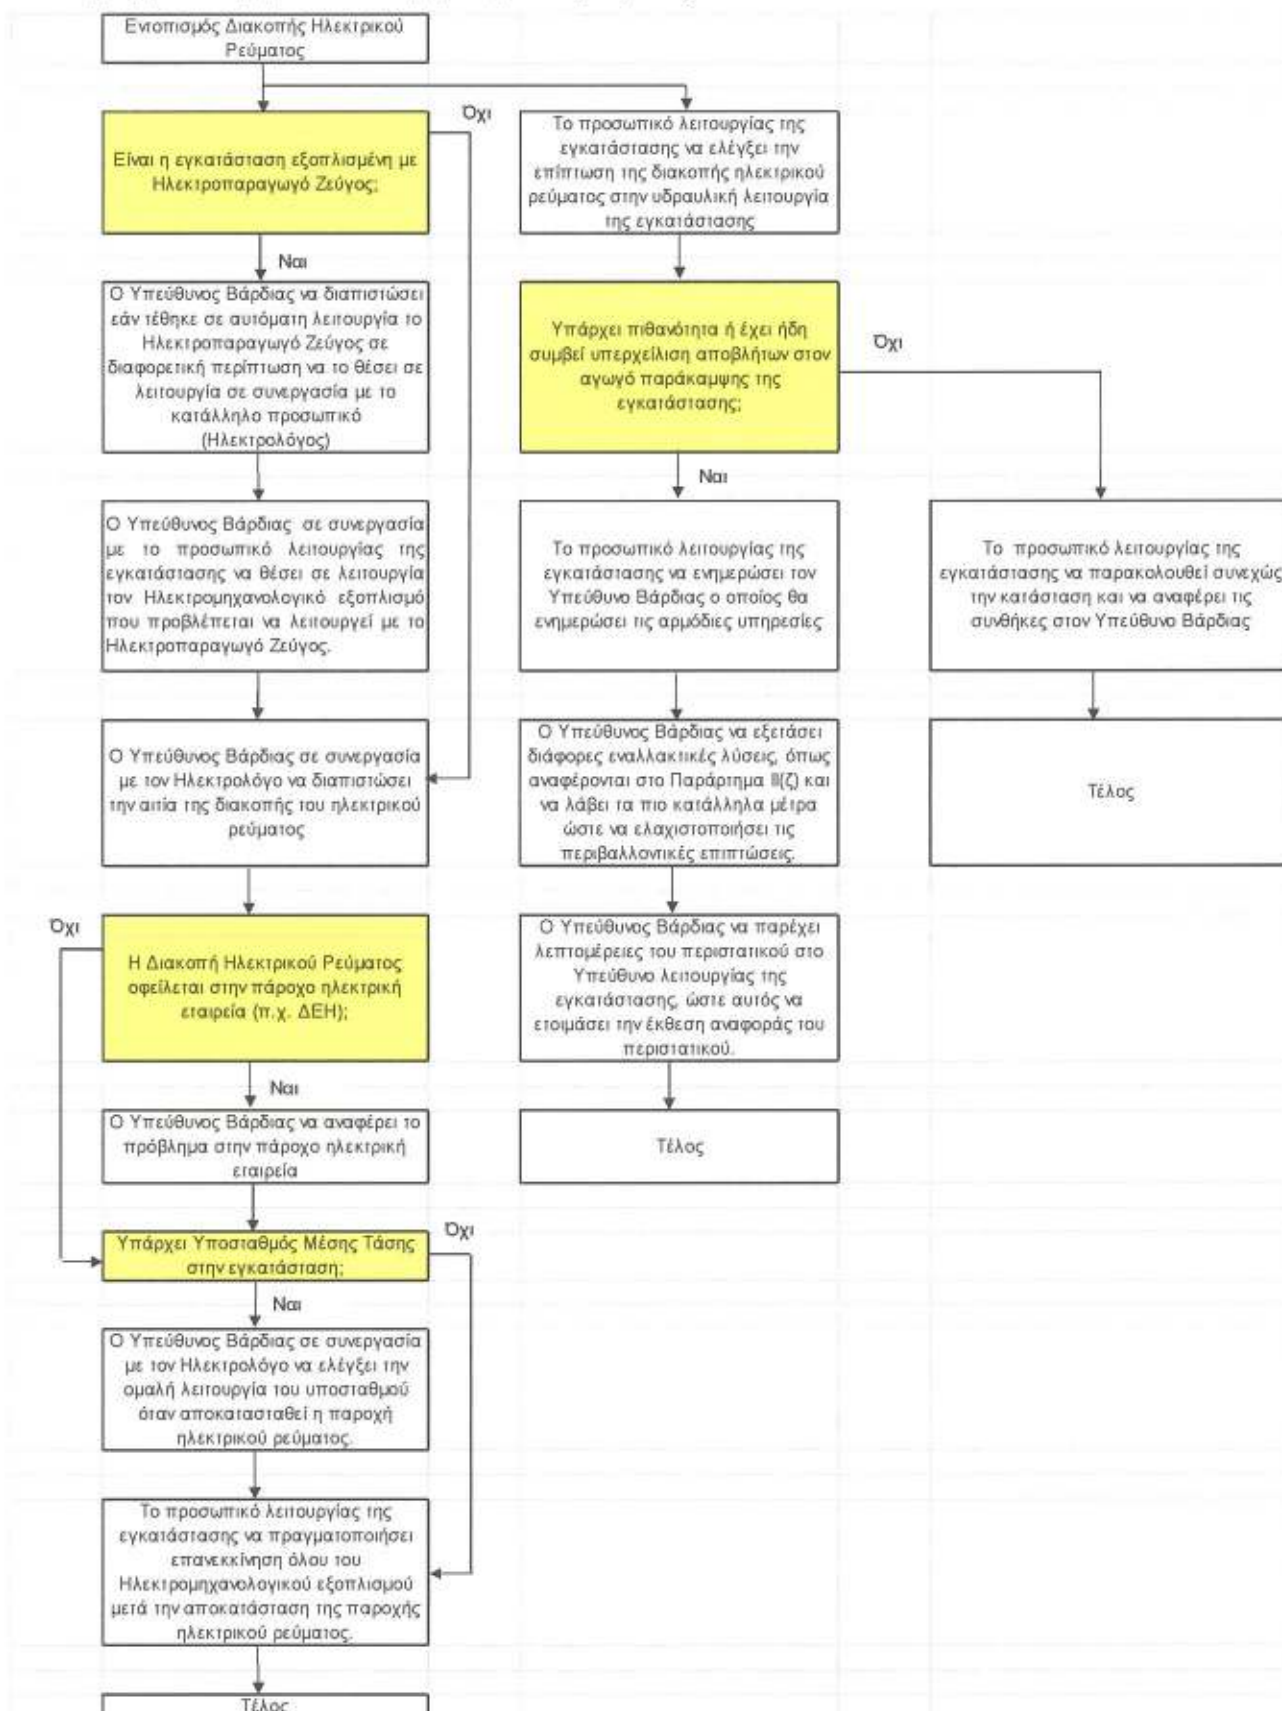 Εντοπισμός Διακοπής Ηλεκτρικού
Ρεύματος
Όχι
Είναι η εγκατάσταση εξοπλισμένη με
Ηλεκτροπαραγωγό Ζεύγος;
Ναι
Ο Υπεύθυνος Βάρδιας να διαπιστώσει
εάν τέθηκε σε αυτόματη λειτουργία το
Ηλεκτροπαραγωγό Ζεύγος σε
διαφορετική περίπτωση να το θέσει σε
λειτουργία σε συνεργασία με το
κατάλληλο προσωπικό
(Ηλεκτρολόγος)
Ο Υπεύθυνος Βάρδιας σε συνεργασία
με το προσωπικό λειτουργίας της
εγκατάστασης να θέσει σε λειτουργία
τον Ηλεκτρομηχανολογικό εξοπλισμό
που προβλέπεται να λειτουργεί με το
Ηλεκτροπαραγωγό Ζεύγος.
Ο Υπεύθυνος Βάρδιας σε συνεργασία
με τον Ηλεκτρολόγο να διαπιστώσει
την αιτία της διακοπής του ηλεκτρικού
ρεύματος
Όχι
Η Διακοπή Ηλεκτρικού Ρεύματος
οφείλεται στην πάροχο ηλεκτρική
εταιρεία (π.χ. ΔΕΗ);
Ναι
Ο Υπεύθυνος Βάρδιας να αναφέρει το
πρόβλημα στην πάροχο ηλεκτρική
εταιρεία
Όχι
Υπάρχει Υποσταθμός Μέσης Τάσης
στην εγκατάσταση;
Ναι
Ο Υπεύθυνος Βάρδιας σε συνεργασία
με τον Ηλεκτρολόγο να ελέγξει την
ομαλή λειτουργία του υποσταθμού
όταν αποκατασταθεί η παροχή
ηλεκτρικού ρεύματος.
Το προσωπικό λειτουργίας της
εγκατάστασης να πραγματοποιήσει
επανεκκίνηση όλου του
Ηλεκτρομηχανολογικού εξοπλισμού
μετά την αποκατάσταση της παροχής
ηλεκτρικού ρεύματος.
Τέλος
Το προσωπικό λειτουργίας της
εγκατάστασης να ελέγξει την
επίπτωση της διακοπής ηλεκτρικού
ρεύματος στην υδραυλική λειτουργία
της εγκατάστασης
Υπάρχει πιθανότητα ή έχει ήδη
συμβεί υπερχείλιση αποβλήτων στον
αγωγό παράκαμψης της
εγκατάστασης;
Όχι
Ναι
Το προσωπικό λειτουργίας της
εγκατάστασης να ενημερώσει τον
Υπεύθυνο Βάρδιας ο οποίος θα
ενημερώσει τις αρμόδιες υπηρεσίες
Ο Υπεύθυνος Βάρδιας να εξετάσει
διάφορες εναλλακτικές λύσεις, όπως
αναφέρονται στο Παράρτημα ΙΙ(ζ) και
να λάβει τα πιο κατάλληλα μέτρα
ώστε να ελαχιστοποιήσει τις
περιβαλλοντικές επιπτώσεις.
Ο Υπεύθυνος Βάρδιας να παρέχει
λεπτομέρειες του περιστατικού στο
Υπεύθυνο λειτουργίας της
εγκατάστασης, ώστε αυτός να
ετοιμάσει την έκθεση αναφοράς του
περιστατικού.
Τέλος
Το προσωπικό λειτουργίας της
εγκατάστασης να παρακολουθεί συνεχώς
την κατάσταση και να αναφέρει τις
συνθήκες στον Υπεύθυνο Βάρδιας
Τέλος